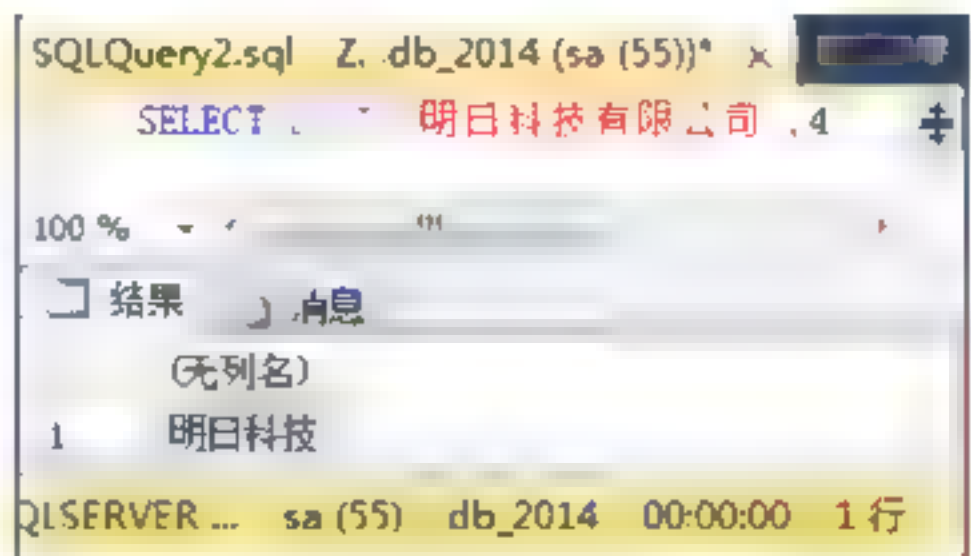 SQLQuery2.sql Z. db_2014 (sa (55))* ×
SELECT 明日科技有限公司 ,4
100 %
结果 消息
(无列名)
1 明日科技
QLSERVER ... sa (55) db_2014 00:00:00 1 行